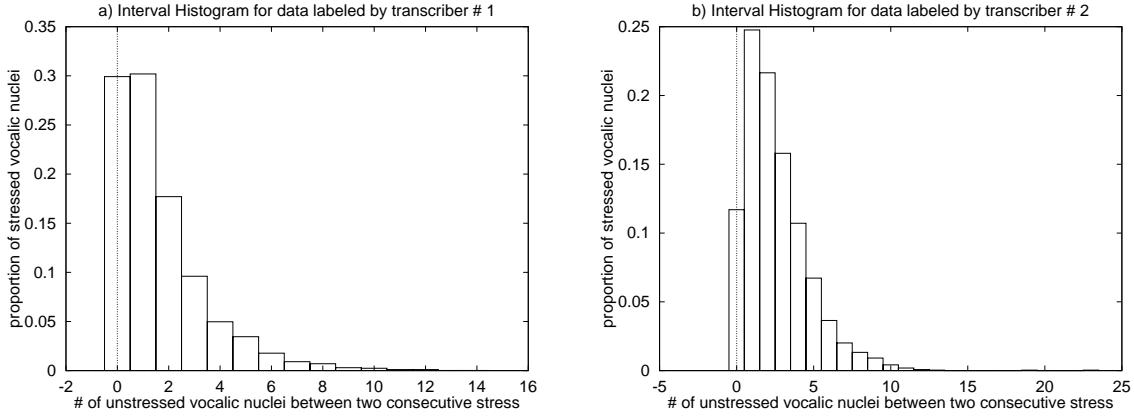 a) Interval Histogram for data labeled by transcriber # 1
proportion of stressed vocalic nuclei
0.35
0.3
0.25
0.2
0.15
0.1
0.05
0
-2 0 2 4 6 8 10 12 14 16
# of unstressed vocalic nuclei between two consecutive stress
b) Interval Histogram for data labeled by transcriber # 2
proportion of stressed vocalic nuclei
0.25
0.2
0.15
0.1
0.05
0
-5 0 5 10 15 20 25
# of unstressed vocalic nuclei between two consecutive stress